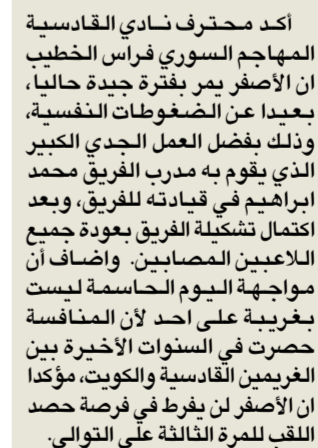 أكد محترف نادي القادسية
المهاجم السوري فراس الخطيب
ان الأصفر يمر بفترة جيدة حاليا،
بعيدا عن الضغوطات النفسية،
وذلك بفضل العمل الجدي الكبير
الذي يقوم به مدرب الفريق محمد
ابراهيم في قيادته للفريق، وبعد
اكتمال تشكيلة الفريق بعودة جميع
اللاعبين المصابين. واضاف أن
مواجهة اليوم الحاسمة ليست
بغريبة على احد لأن المنافسة
حصرت في السنوات الأخيرة بين
الغريمين القادسية والكويت، مؤكدا
ان الأصفر لن يفرط في فرصة حصد
اللقب للمرة الثالثة على التوالي.